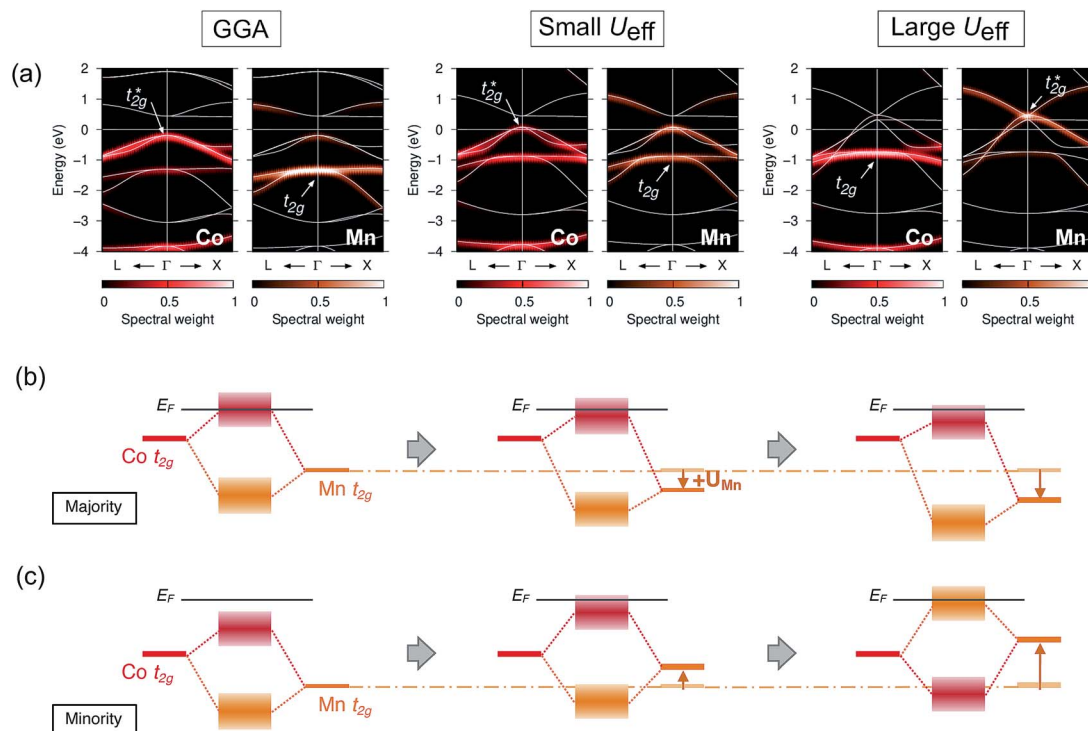 GGA Small Ueff Large Ueff
(a)
2 2 2
t*2g t*2g t*2g
1 1 1
0 0 0
Energy (eV) Energy (eV) Energy (eV)
−1 −1 −1
t2g t2g t2g
−2 −2 −2
−3 −3 −3
Co Mn Co Mn Co Mn
−4 −4 −4
L ← Γ → X L ← Γ → X L ← Γ → X L ← Γ → X L ← Γ → X L ← Γ → X
0 0.5 1 0 0.5 1 0 0.5 1 0 0.5 1 0 0.5 1 0 0.5 1
Spectral weight Spectral weight Spectral weight Spectral weight Spectral weight Spectral weight
(b)
EF EF EF
Co t2g
+UMn
Mn t2g
Majority
(c)
EF EF EF
Co t2g
Mn t2g
Minority